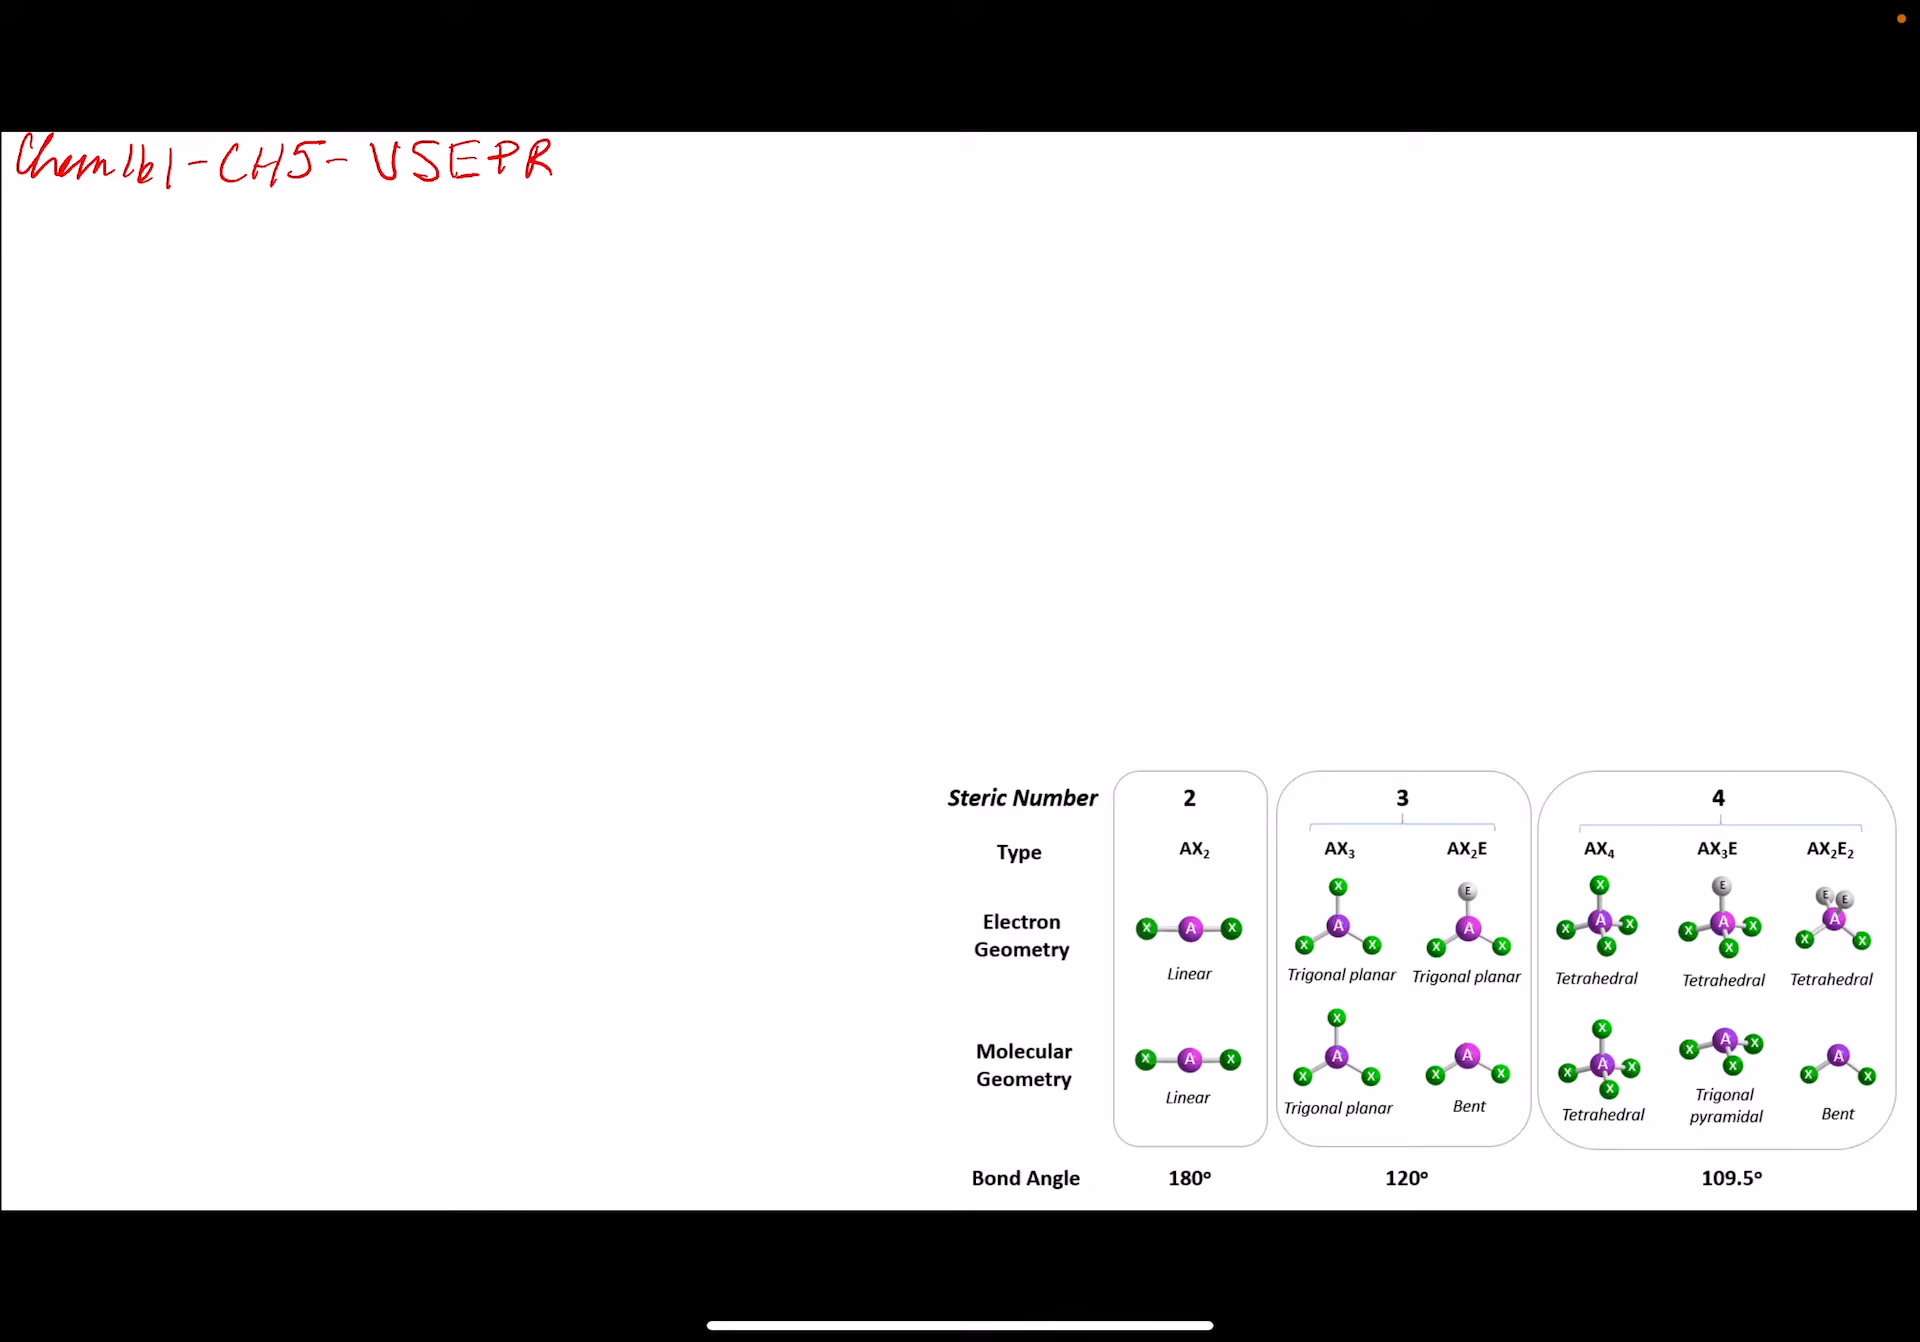 Chem161-CH5-VSEPR
Steric Number 2 3 4
Type AX₂ AX₃ AX₂E AX₄ AX₃E AX₂E₂
X A X X A X X E A X X X A X X X E A X X X E E A X X
Electron Geometry
Linear Trigonal planar Trigonal planar Tetrahedral Tetrahedral Tetrahedral
X A X X A X X A X X X A X X X A X X X A X X
Molecular Geometry
Linear Trigonal planar Bent Tetrahedral Trigonal pyramidal Bent
Bond Angle 180° 120° 109.5°